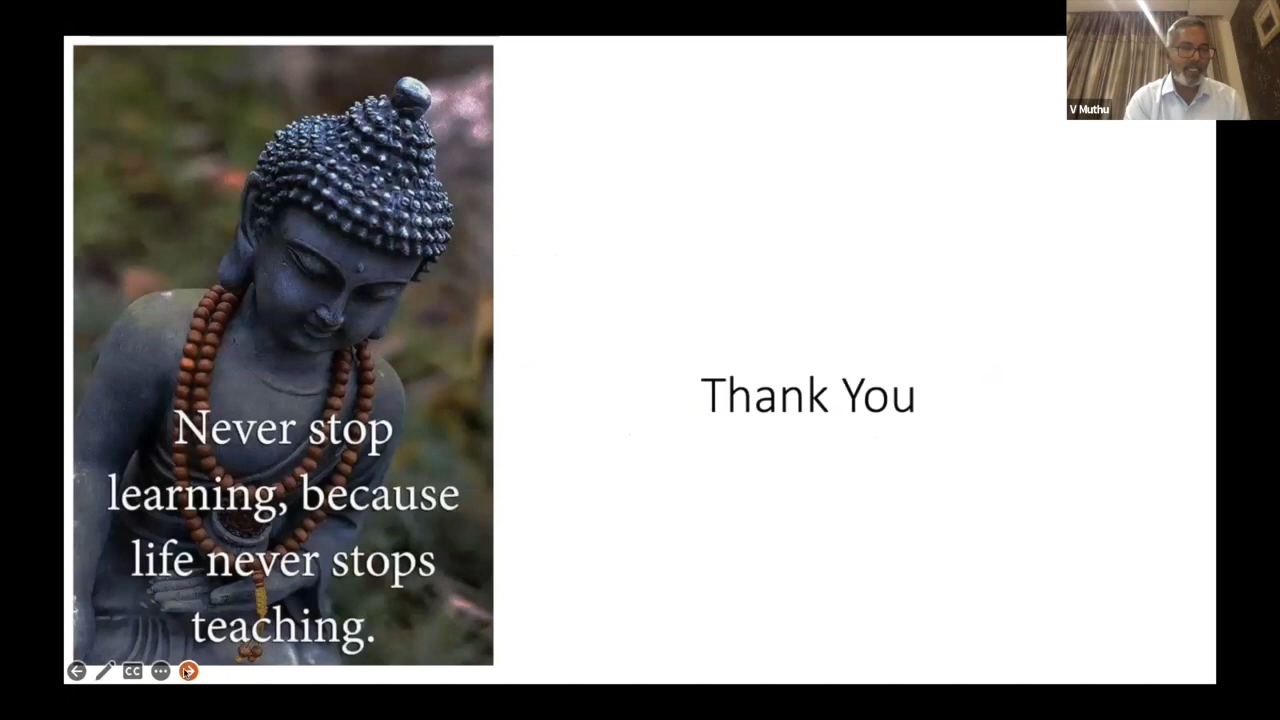 V Muthu
Thank You
Never stop
learning, because
life never stops
teaching.
CC